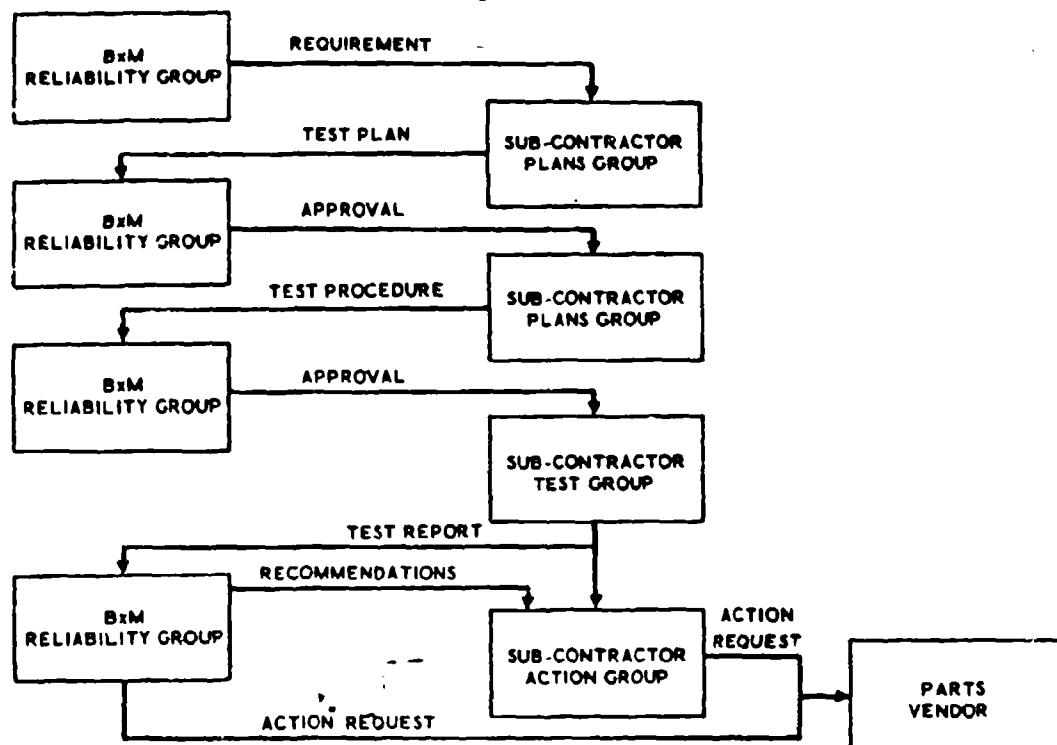 BxM
RELIABILITY GROUP
REQUIREMENT
SUB-CONTRACTOR
PLANS GROUP
TEST PLAN
BxM
RELIABILITY GROUP
APPROVAL
SUB-CONTRACTOR
PLANS GROUP
TEST PROCEDURE
BxM
RELIABILITY GROUP
APPROVAL
SUB-CONTRACTOR
TEST GROUP
TEST REPORT
RECOMMENDATIONS
BxM
RELIABILITY GROUP
SUB-CONTRACTOR
ACTION GROUP
ACTION
REQUEST
PARTS
VENDOR
ACTION REQUEST